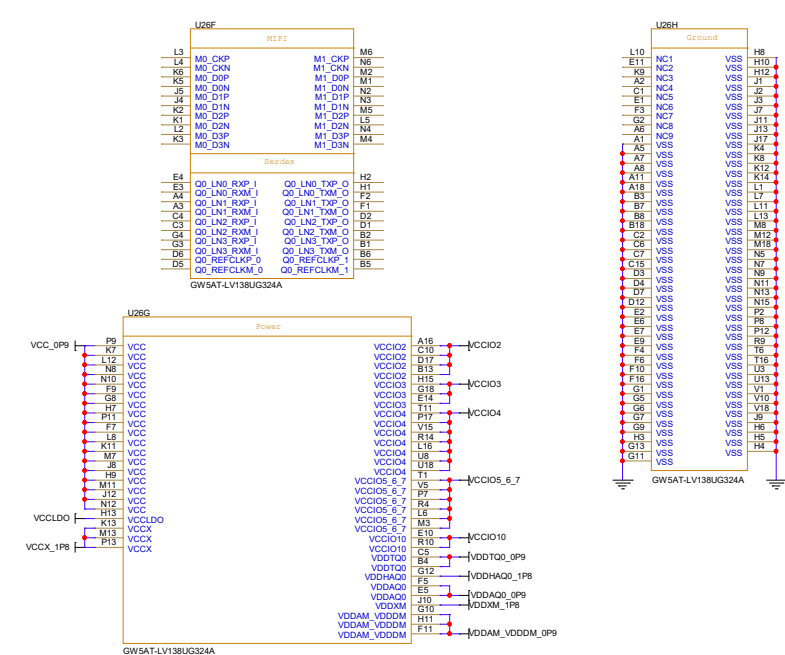 U26F
MIFI
L3 M0_CKP M1_CKP M6
L4 M0_CKN M1_CKN N6
K6 M0_D0P M1_D0P M2
K5 M0_D0N M1_D0N M1
J5 M0_D1P M1_D1P N2
J4 M0_D1N M1_D1N N3
K2 M0_D2P M1_D2P M5
K1 M0_D2N M1_D2N L5
L2 M0_D3P M1_D3P N4
K3 M0_D3N M1_D3N M4
Serdes
E4 Q0_LN0_RXP_I Q0_LN0_TXP_O H2
E3 Q0_LN0_RXM_I Q0_LN0_TXM_O H1
A4 Q0_LN1_RXP_I Q0_LN1_TXP_O F2
A3 Q0_LN1_RXM_I Q0_LN1_TXM_O F1
C4 Q0_LN2_RXP_I Q0_LN2_TXP_O D2
C3 Q0_LN2_RXM_I Q0_LN2_TXM_O D1
G4 Q0_LN3_RXP_I Q0_LN3_TXP_O B2
G3 Q0_LN3_RXM_I Q0_LN3_TXM_O B1
D6 Q0_REFCLKP_0 Q0_REFCLKP_1 B6
D5 Q0_REFCLKM_0 Q0_REFCLKM_1 B5
GW5AT-LV138UG324A
U26G
Power
VCC_0P9 P9 VCC VCCIO2 A16 VCCIO2
K7 VCC VCCIO2 C10
L12 VCC VCCIO2 D17
N8 VCC VCCIO2 B13
N10 VCC VCCIO3 H15 VCCIO3
F9 VCC VCCIO3 G18
G8 VCC VCCIO3 E14
H7 VCC VCCIO4 T11 VCCIO4
P11 VCC VCCIO4 P17
F7 VCC VCCIO4 V15
L8 VCC VCCIO4 R14
K11 VCC VCCIO4 L16
M7 VCC VCCIO4 U8
J8 VCC VCCIO4 U18
H9 VCC VCCIO5_6_7 T1 VCCIO5_6_7
M11 VCC VCCIO5_6_7 V5
J12 VCC VCCIO5_6_7 P7
N12 VCC VCCIO5_6_7 R4
VCCLDO H13 VCCLDO VCCIO5_6_7 L6
K13 VCCX VCCIO5_6_7 M3
M13 VCCX VCCIO10 E10 VCCIO10
VCCX_1P8 P13 VCCX VCCIO10 R10
VDDTQ0 C5 VDDTQ0_0P9
VDDTQ0 B4
VDDHAQ0 G12 VDDHAQ0_1P8
VDDAQ0 F5
VDDAQ0 E5 VDDAQ0_0P9
VDDXM J10 VDDXM_1P8
VDDAM_VDDDM G10
VDDAM_VDDDM H11
VDDAM_VDDDM F11 VDDAM_VDDDM_0P9
GW5AT-LV138UG324A
U26H
Ground
L10 NC1 VSS H8
E11 NC2 VSS H10
K9 NC3 VSS H12
A2 NC4 VSS J1
C1 NC5 VSS J2
E1 NC6 VSS J3
F3 NC7 VSS J7
G2 NC8 VSS J11
A6 NC9 VSS J13
A1 VSS VSS J17
A5 VSS VSS K4
A7 VSS VSS K8
A8 VSS VSS K12
A11 VSS VSS K14
A18 VSS VSS L1
B3 VSS VSS L7
B7 VSS VSS L11
B8 VSS VSS L13
B18 VSS VSS M8
C2 VSS VSS M12
C6 VSS VSS M18
C7 VSS VSS N5
C15 VSS VSS N7
D3 VSS VSS N9
D4 VSS VSS N11
D7 VSS VSS N13
D12 VSS VSS N15
E2 VSS VSS P2
E6 VSS VSS P8
E7 VSS VSS P12
E9 VSS VSS R9
F4 VSS VSS T6
F6 VSS VSS T16
F10 VSS VSS U3
F16 VSS VSS U13
G1 VSS VSS V1
G5 VSS VSS V10
G6 VSS VSS V18
G7 VSS VSS J9
G9 VSS VSS H6
H3 VSS VSS H5
G13 VSS VSS H4
G11 VSS
GW5AT-LV138UG324A